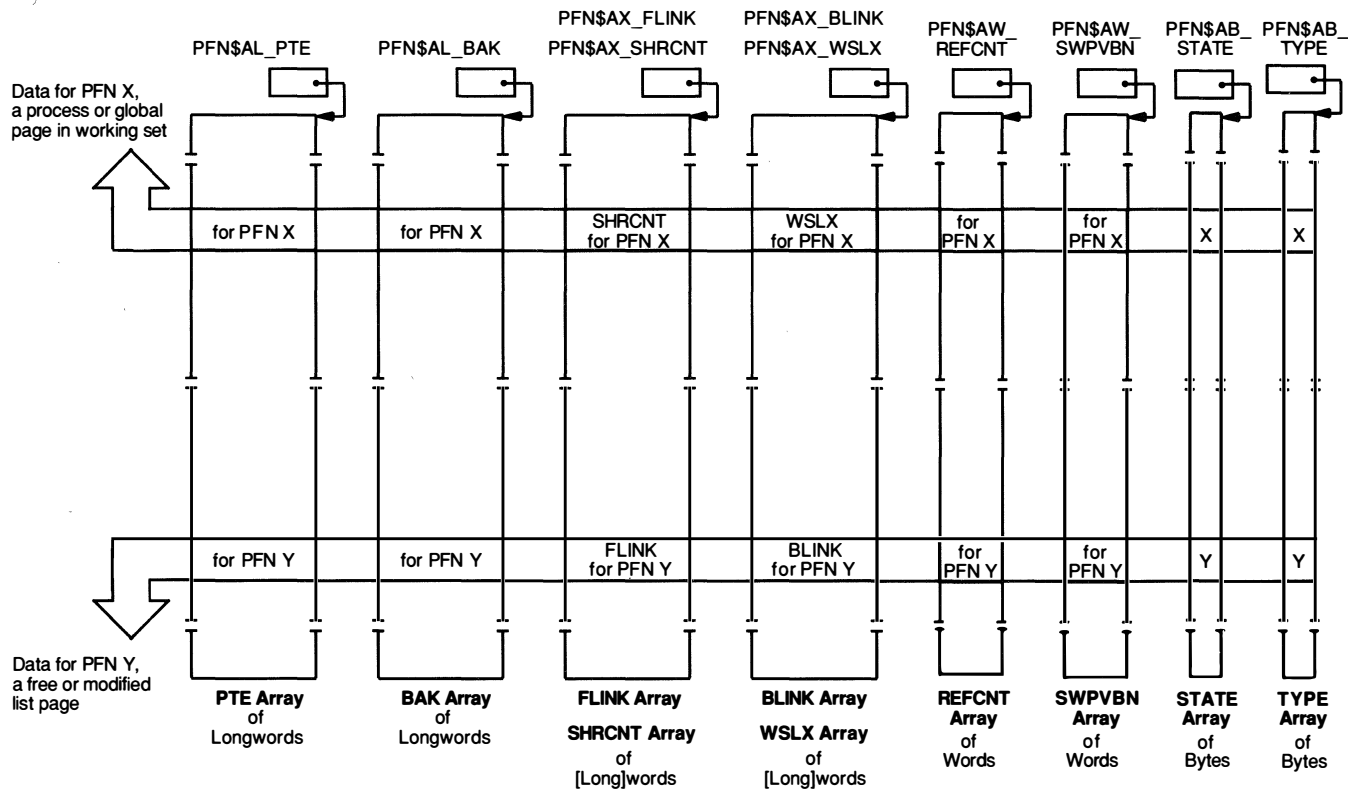 PFN$AX_FLINK
PFN$AX_BLINK
PFN$AL_PTE
PFN$AL_BAK
PFN$AX_SHRCNT
PFN$AX_WSLX
PFN$AW_
REFCNT
PFN$AW_
SWPVBN
PFN$AB_
STATE
PFN$AB_
TYPE
Data for PFN X,
a process or global
page in working set
for PFN X
for PFN X
SHRCNT
for PFN X
WSLX
for PFN X
for
PFN X
for
PFN X
X
X
for PFN Y
for PFN Y
FLINK
for PFN Y
BLINK
for PFN Y
for
PFN Y
for
PFN Y
Y
Y
Data for PFN Y,
a free or modified
list page
PTE Array
of
Longwords
BAK Array
of
Longwords
FLINK Array
SHRCNT Array
of
[Long]words
BLINK Array
WSLX Array
of
[Long]words
REFCNT
Array
of
Words
SWPVBN
Array
of
Words
STATE
Array
of
Bytes
TYPE
Array
of
Bytes